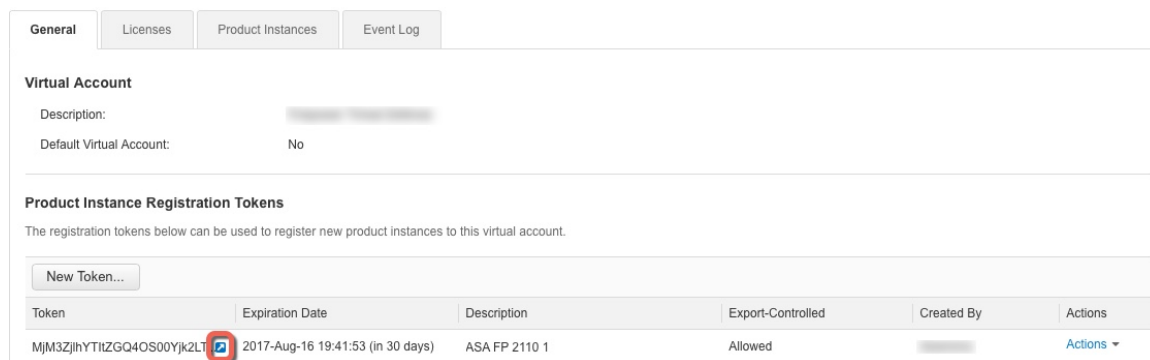 General Licenses Product Instances Event Log
Virtual Account
Description:
Default Virtual Account: No
Product Instance Registration Tokens
The registration tokens below can be used to register new product instances to this virtual account.
New Token...
Token Expiration Date Description Export-Controlled Created By Actions
MjM3ZjlhYTItZGQ4OS00Yjk2LT 2017-Aug-16 19:41:53 (in 30 days) ASA FP 2110 1 Allowed Actions